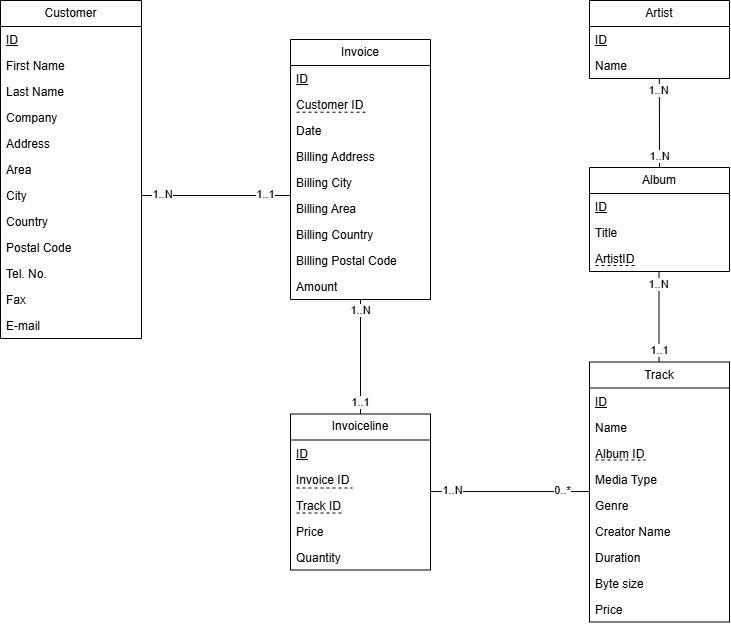 Customer
ID
First Name
Last Name
Company
Address
Area
City
Country
Postal Code
Tel. No.
Fax
E-mail
1..N
1..1
Invoice
ID
Customer ID
Date
Billing Address
Billing City
Billing Area
Billing Country
Billing Postal Code
Amount
1..N
1..1
Invoiceline
ID
Invoice ID
Track ID
Price
Quantity
1..N
0..*
Artist
ID
Name
1..N
1..N
Album
ID
Title
ArtistID
1..N
1..1
Track
ID
Name
Album ID
Media Type
Genre
Creator Name
Duration
Byte size
Price